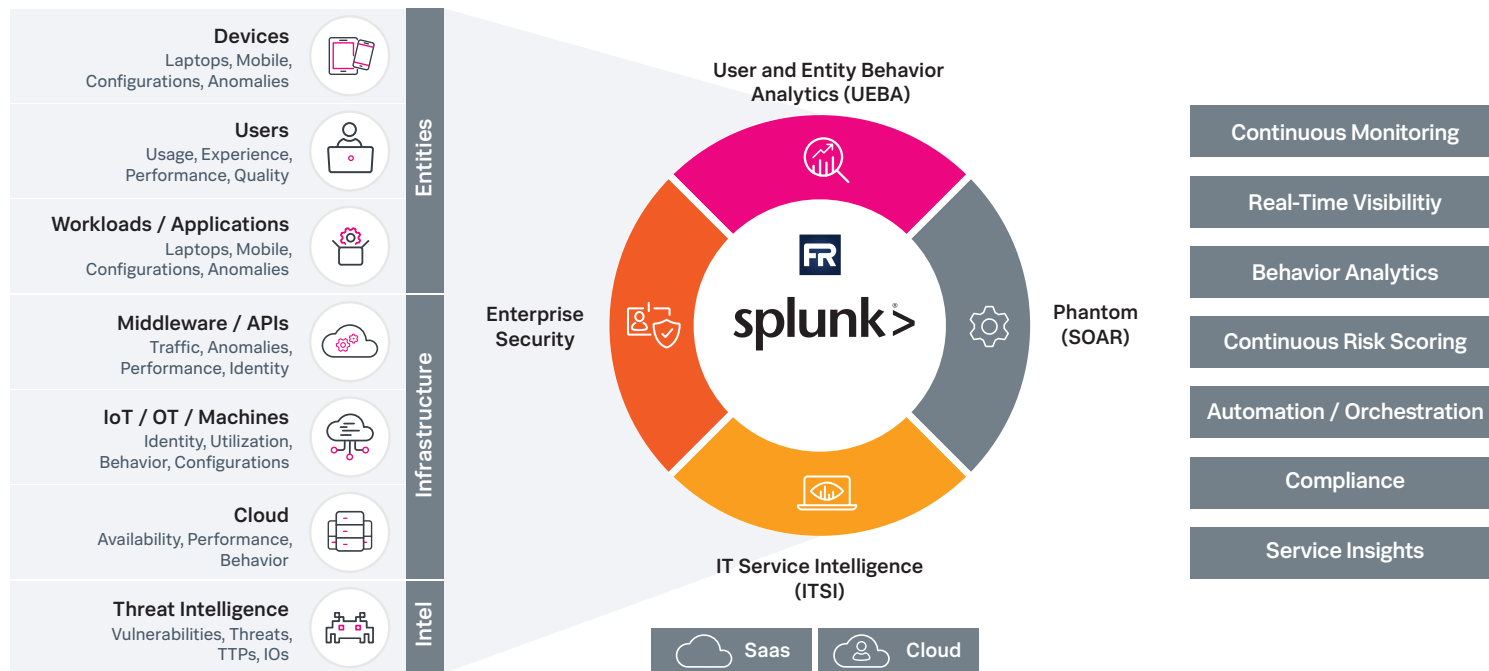 Devices
Laptops, Mobile,
Configurations, Anomalies
Users
Usage, Experience,
Performance, Quality
Workloads / Applications
Laptops, Mobile,
Configurations, Anomalies
Entities
Middleware / APIs
Traffic, Anomalies,
Performance, Identity
IoT / OT / Machines
Identity, Utilization,
Behavior, Configurations
Cloud
Availability, Performance,
Behavior
Infrastructure
Threat Intelligence
Vulnerabilities, Threats,
TTPs, IOs
Intel
User and Entity Behavior
Analytics (UEBA)
Enterprise
Security
FR
splunk>
Phantom
(SOAR)
IT Service Intelligence
(ITSI)
Saas
Cloud
Continuous Monitoring
Real-Time Visibilitiy
Behavior Analytics
Continuous Risk Scoring
Automation / Orchestration
Compliance
Service Insights